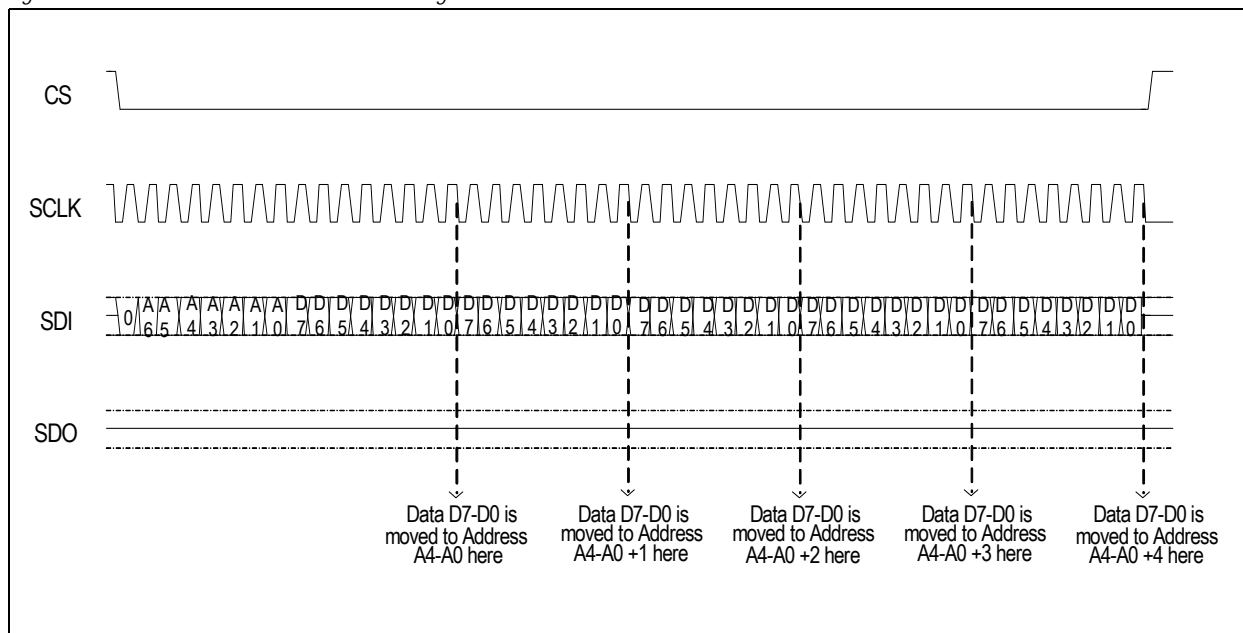 CS
SCLK
SDI
0 A6 A5 A4 A3 A2 A1 A0 D7 D6 D5 D4 D3 D2 D1 D0 D7 D6 D5 D4 D3 D2 D1 D0 D7 D6 D5 D4 D3 D2 D1 D0 D7 D6 D5 D4 D3 D2 D1 D0 D7 D6 D5 D4 D3 D2 D1 D0
SDO
Data D7-D0 is
moved to Address
A4-A0 here
Data D7-D0 is
moved to Address
A4-A0 +1 here
Data D7-D0 is
moved to Address
A4-A0 +2 here
Data D7-D0 is
moved to Address
A4-A0 +3 here
Data D7-D0 is
moved to Address
A4-A0 +4 here